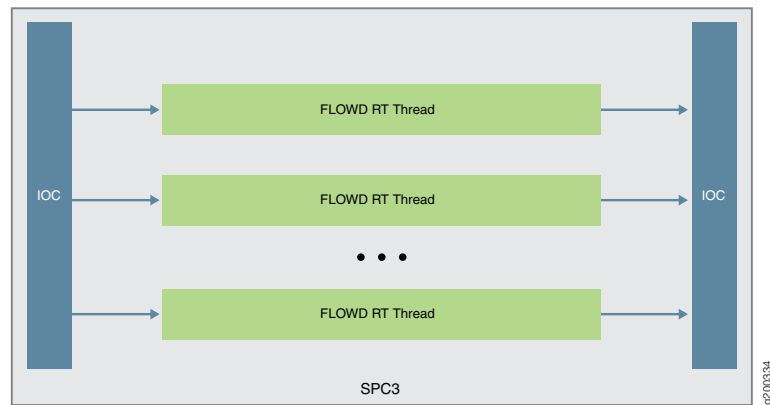 FLOWD RT Thread
IOC
FLOWD RT Thread
IOC
FLOWD RT Thread
SPC3
g200334